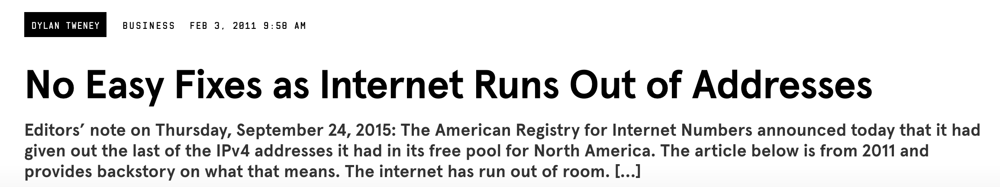 DYLAN TWENEY BUSINESS FEB 3, 2011 9:58 AM
No Easy Fixes as Internet Runs Out of Addresses
Editors’ note on Thursday, September 24, 2015: The American Registry for Internet Numbers announced today that it had
given out the last of the IPv4 addresses it had in its free pool for North America. The article below is from 2011 and
provides backstory on what that means. The internet has run out of room. [...]